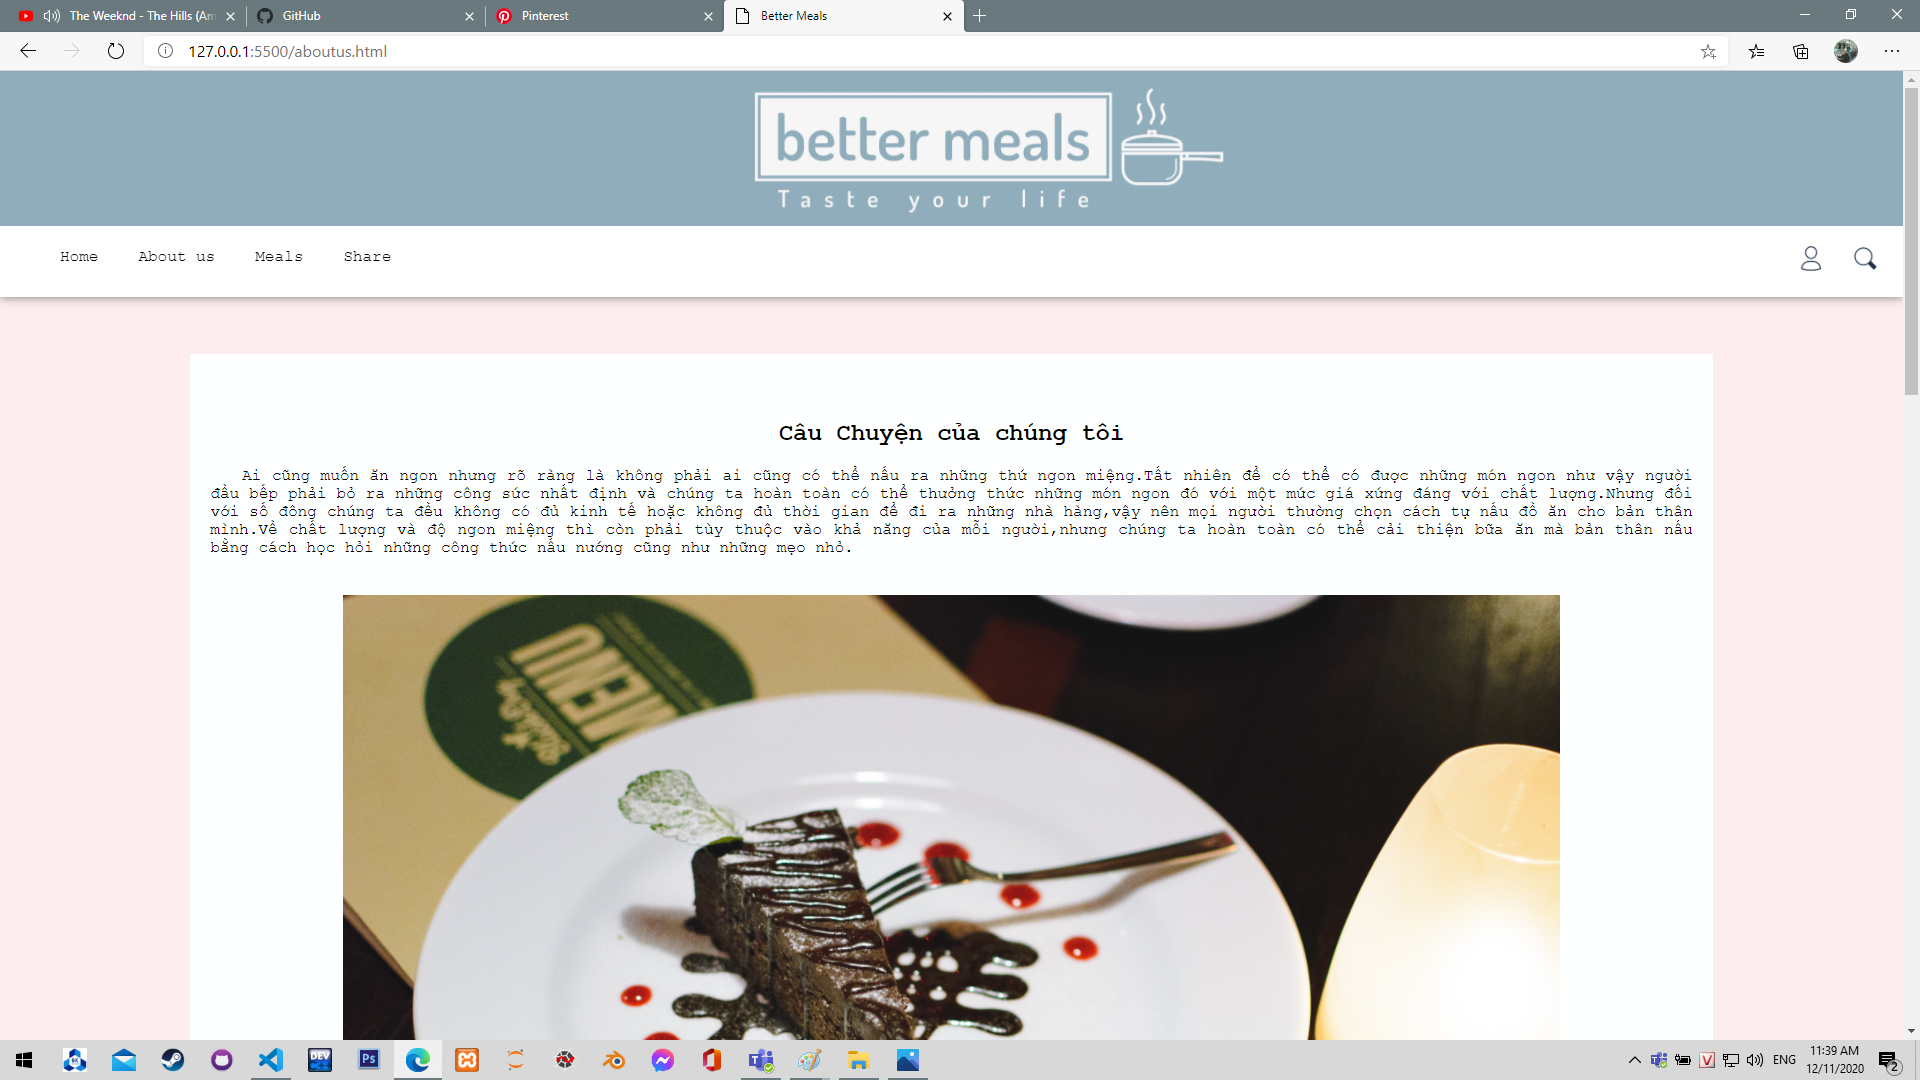 The Weeknd - The Hills (Am
GitHub
Pinterest
Better Meals
127.0.0.1:5500/aboutus.html
better meals
Taste your life
Home About us Meals Share
Câu Chuyện của chúng tôi
Ai cũng muốn ăn ngon nhưng rõ ràng là không phải ai cũng có thể nấu ra những thứ ngon miệng.Tất nhiên để có thể có được những món ngon như vậy người
đầu bếp phải bỏ ra những công sức nhất định và chúng ta hoàn toàn có thể thưởng thức những món ngon đó với một mức giá xứng đáng với chất lượng.Nhưng đối
với số đông chúng ta đều không có đủ kinh tế hoặc không đủ thời gian để đi ra những nhà hàng,vậy nên mọi người thường chọn cách tự nấu đồ ăn cho bản thân
mình.Về chất lượng và độ ngon miệng thì còn phải tùy thuộc vào khả năng của mỗi người,nhưng chúng ta hoàn toàn có thể cải thiện bữa ăn mà bản thân nấu
bằng cách học hỏi những công thức nấu nướng cũng như những mẹo nhỏ.
MENU
BK
DEV
Ps
V
ENG
11:39 AM
12/11/2020
2